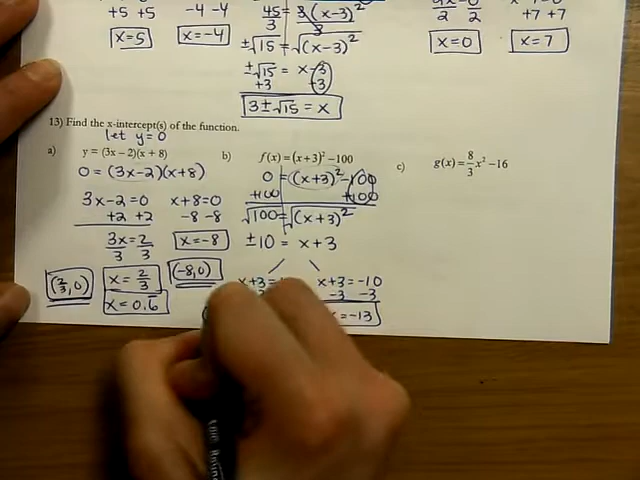 +5 +5
-4 -4
x=5
x=-4
45/3 = 3(x-3)²/3
±√15 = √(x-3)²
±√15 = x-3
+3 +3
3±√15 = x
+7 +7
x=0
x=7
13) Find the x-intercept(s) of the function.
let y=0
a) y = (3x − 2)(x + 8)
0 = (3x-2)(x+8)
3x-2=0
x+8=0
+2 +2
-8 -8
3x/3=2/3
x=-8
x=2/3
(2/3, 0)
(-8,0)
x=0.6̅
b) f(x) = (x+3)² − 100
0 = (x+3)² -100
+100 +100
√100=√(x+3)²
±10 = x+3
x+3=
x+3=-10
-3 -3
=-13
c) g(x) = 8/3 x² − 16